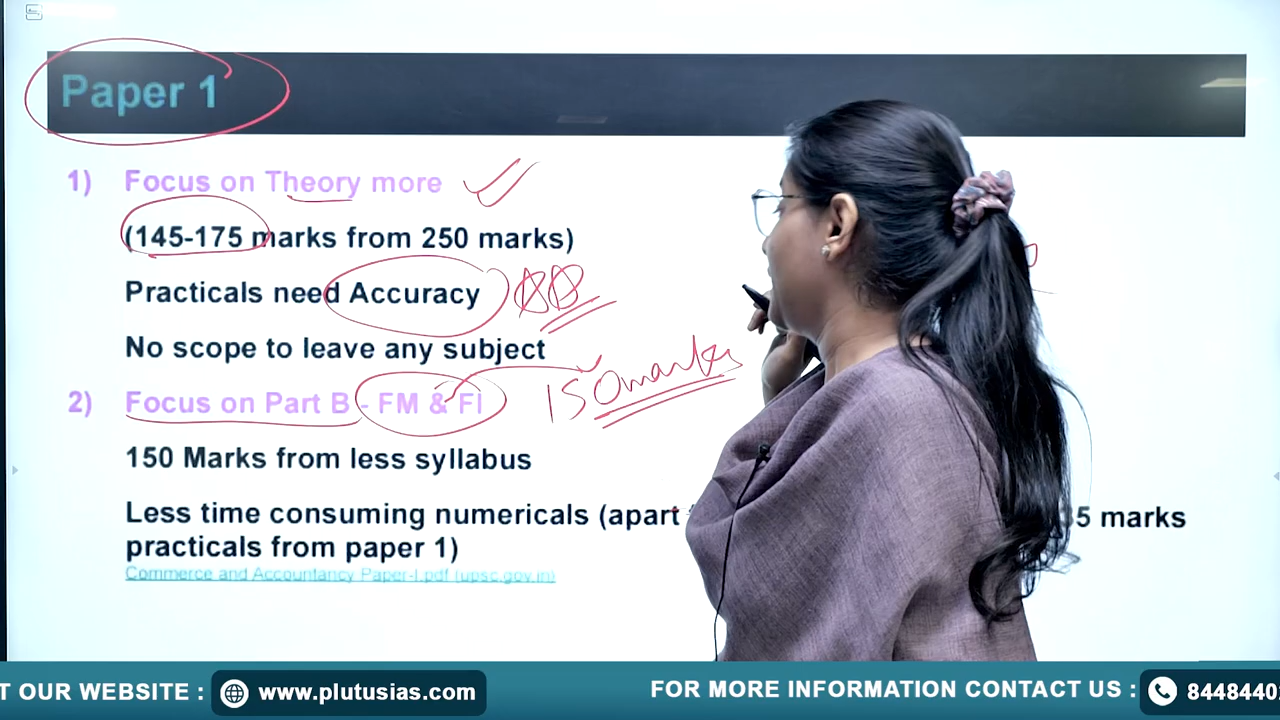 Paper 1
1) Focus on Theory more
(145-175 marks from 250 marks)
Practicals need Accuracy
No scope to leave any subject
150marks
2) Focus on Part B - FM & FI
150 Marks from less syllabus
Less time consuming numericals (apart 35 marks
practicals from paper 1)
Commerce and Accountancy Paper-I.pdf (upsc.gov.in)
T OUR WEBSITE : www.plutusias.com FOR MORE INFORMATION CONTACT US : 8448440